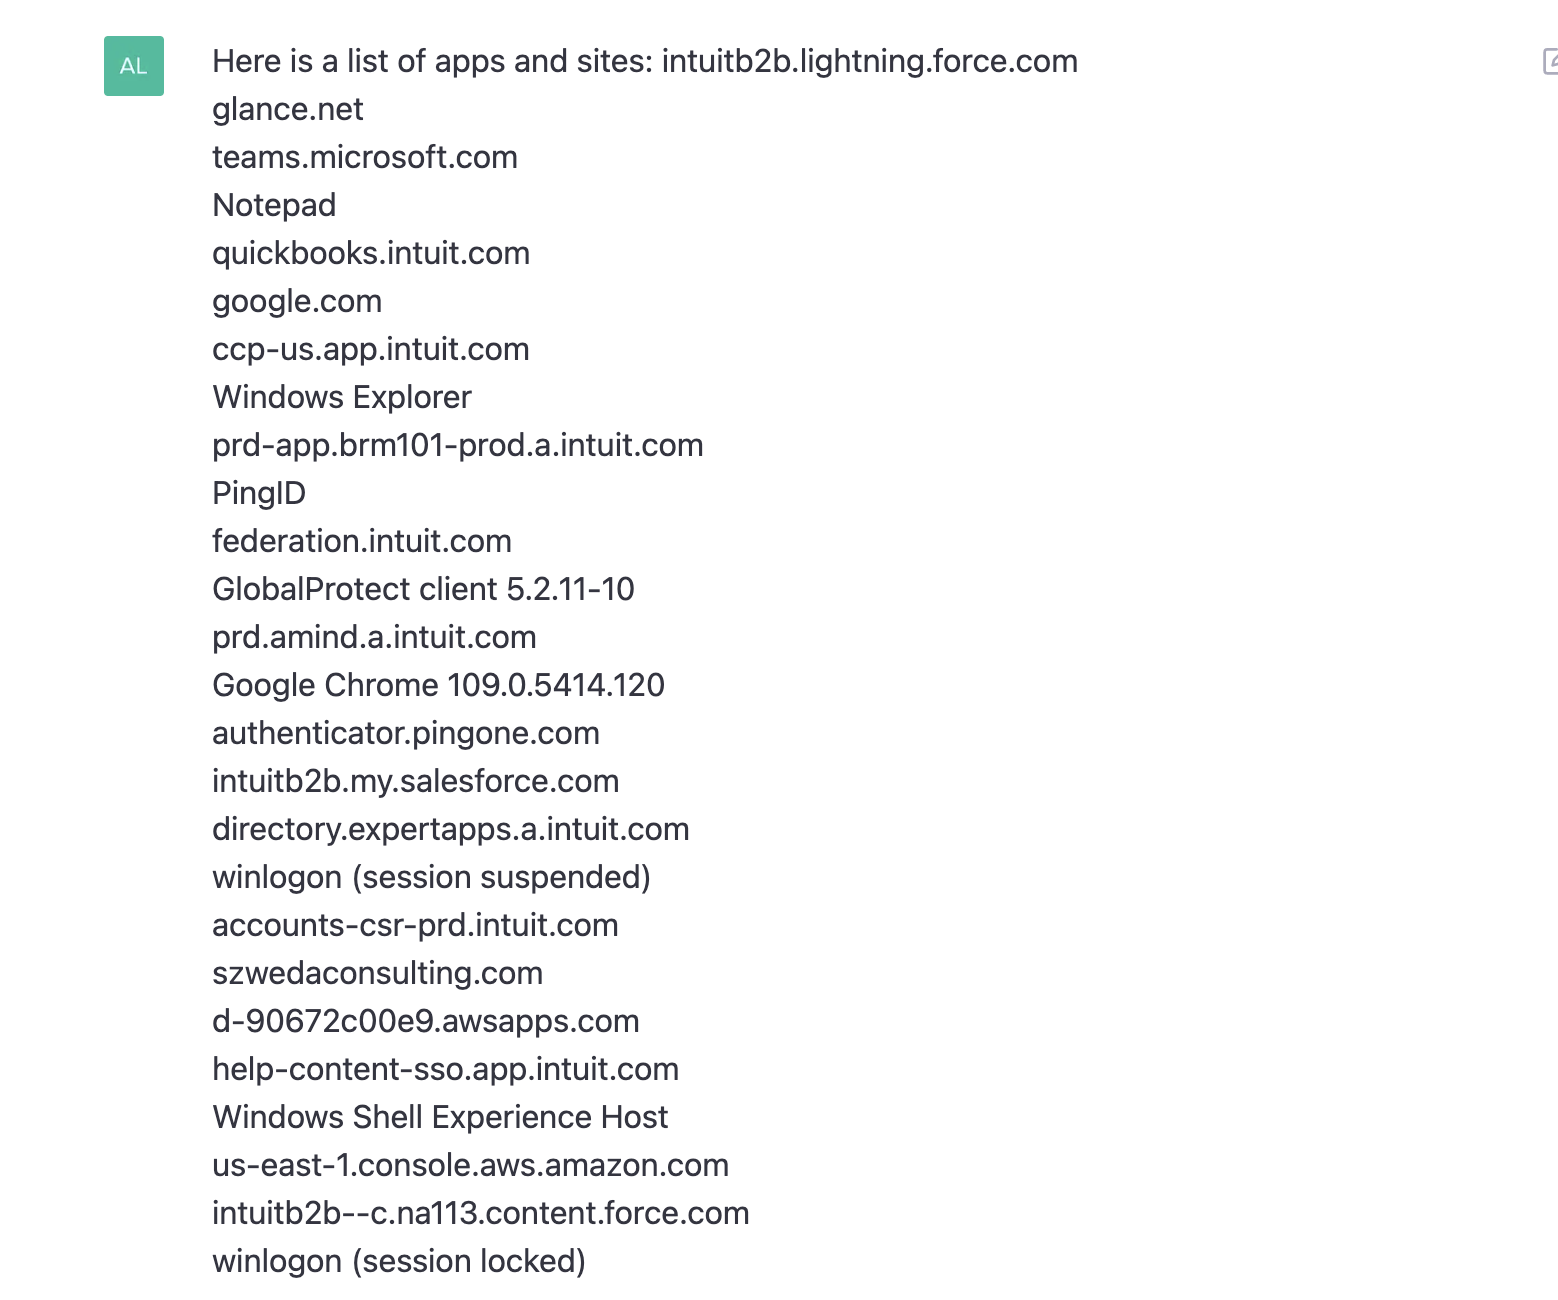 AL
Here is a list of apps and sites: intuitb2b.lightning.force.com
glance.net
teams.microsoft.com
Notepad
quickbooks.intuit.com
google.com
ccp-us.app.intuit.com
Windows Explorer
prd-app.brm101-prod.a.intuit.com
PingID
federation.intuit.com
GlobalProtect client 5.2.11-10
prd.amind.a.intuit.com
Google Chrome 109.0.5414.120
authenticator.pingone.com
intuitb2b.my.salesforce.com
directory.expertapps.a.intuit.com
winlogon (session suspended)
accounts-csr-prd.intuit.com
szwedaconsulting.com
d-90672c00e9.awsapps.com
help-content-sso.app.intuit.com
Windows Shell Experience Host
us-east-1.console.aws.amazon.com
intuitb2b--c.na113.content.force.com
winlogon (session locked)